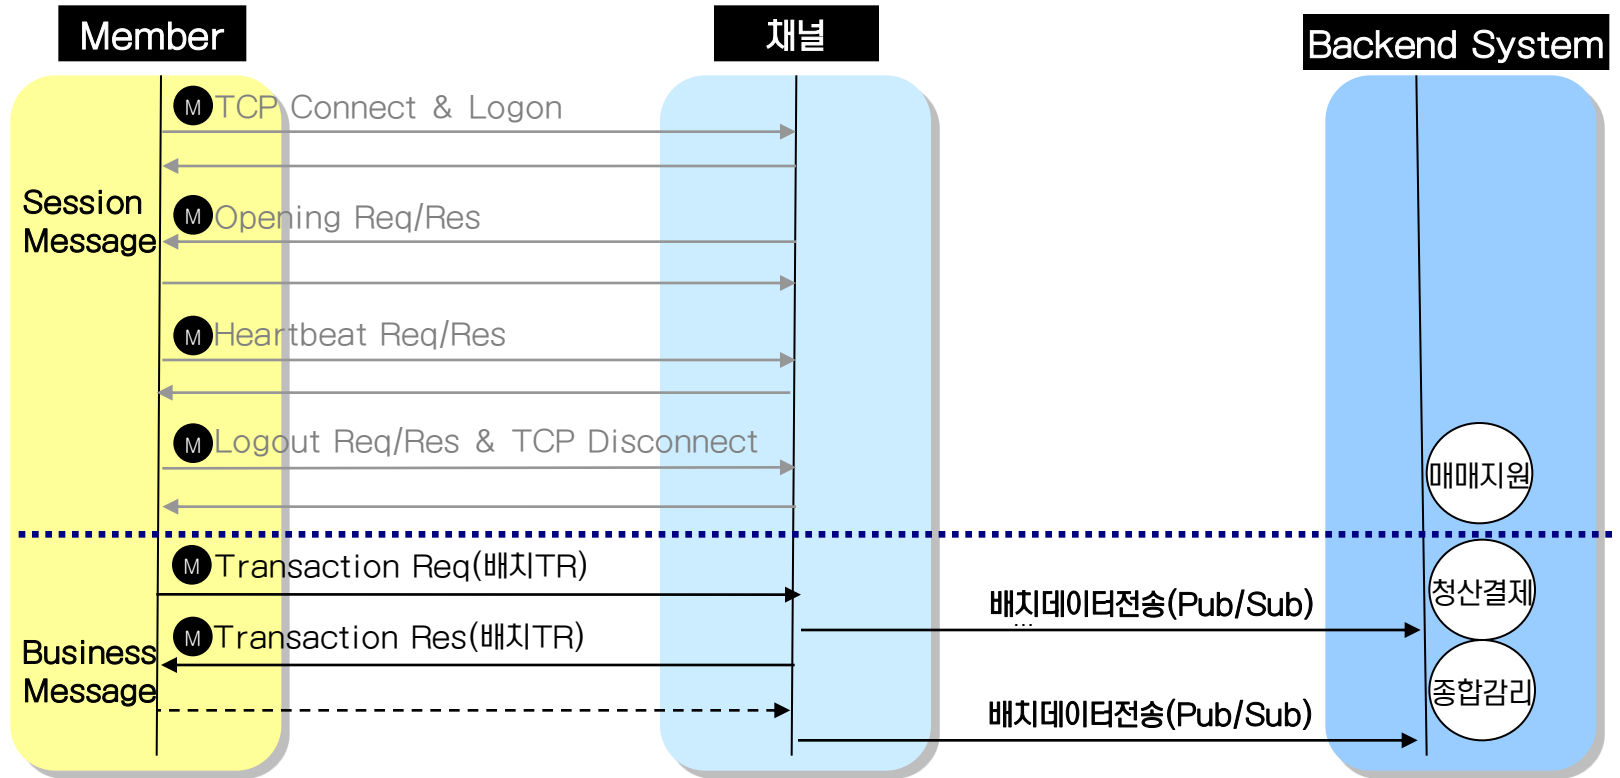 Member
채널
Backend System
M TCP Connect & Logon
Session
Message
M Opening Req/Res
M Heartbeat Req/Res
M Logout Req/Res & TCP Disconnect
매매지원
M Transaction Req(배치TR)
청산결제
배치데이터전송(Pub/Sub)
...
M Transaction Res(배치TR)
Business
Message
종합감리
배치데이터전송(Pub/Sub)